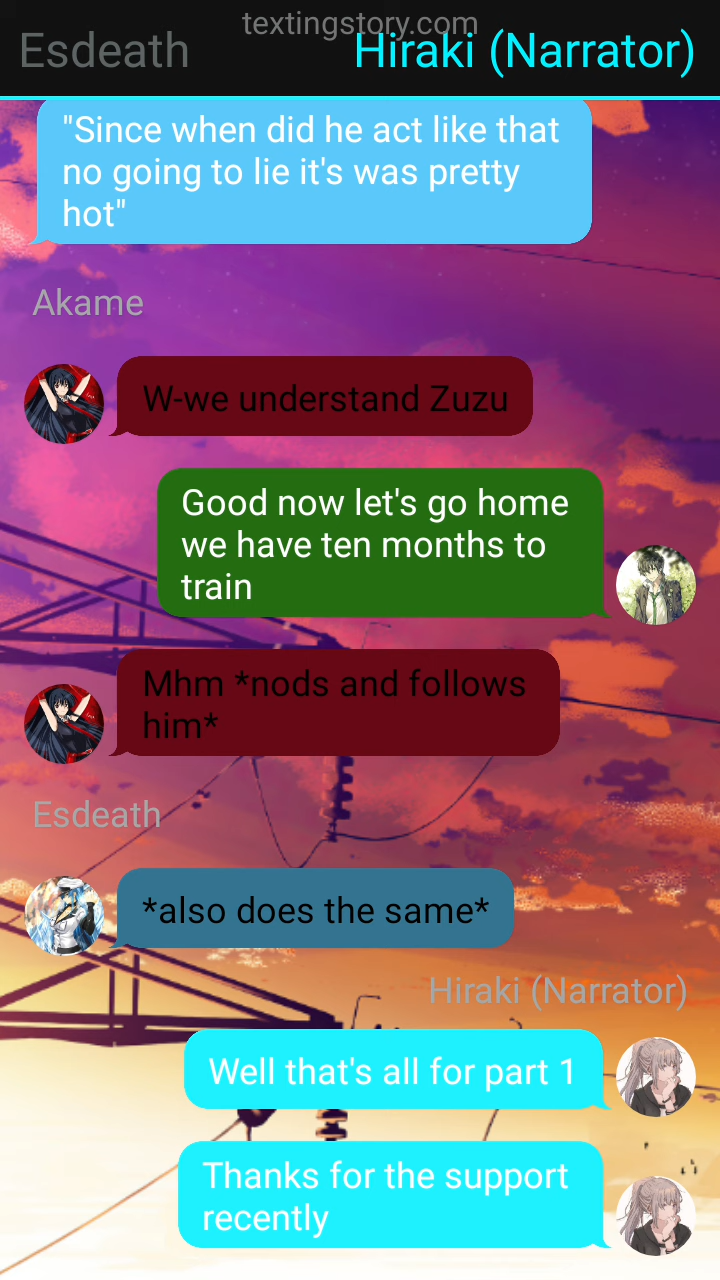 textingstory.com
Esdeath
Hiraki (Narrator)
"Since when did he act like that
no going to lie it's was pretty
hot"
Akame
W-we understand Zuzu
Good now let's go home
we have ten months to
train
Mhm *nods and follows
him*
Esdeath
*also does the same*
Hiraki (Narrator)
Well that's all for part 1
Thanks for the support
recently